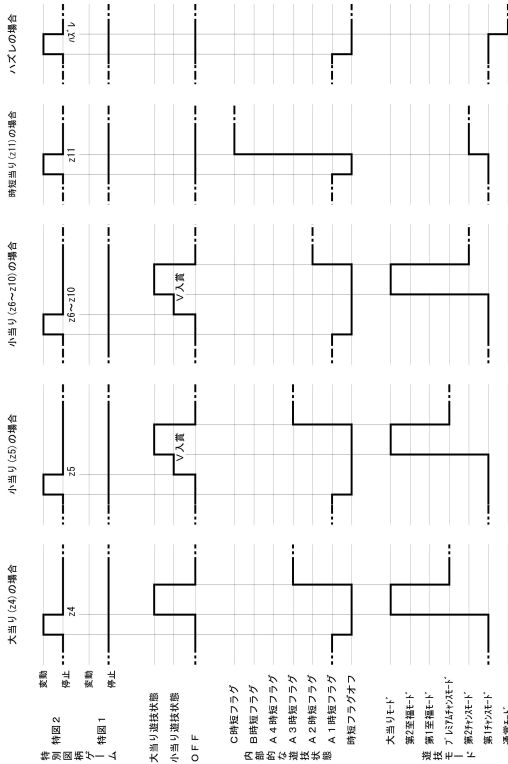 大当り(z4)の場合
小当り(z5)の場合
小当り(z6～z10)の場合
時短当り(z11)の場合
ハズレの場合
特別図柄ゲーム
特図2
変動
停止
特図1
変動
停止
z4
z5
z6～z10
z11
ハズレ
大当り遊技状態
小当り遊技状態
OFF
V入賞
V入賞
内部的な遊技状態
C時短フラグ
B時短フラグ
A4時短フラグ
A3時短フラグ
A2時短フラグ
A1時短フラグ
時短フラグオフ
遊技モード
大当りモード
第2至福モード
第1至福モード
プレミアムチャンスモード
第2チャンスモード
第1チャンスモード
通常モード